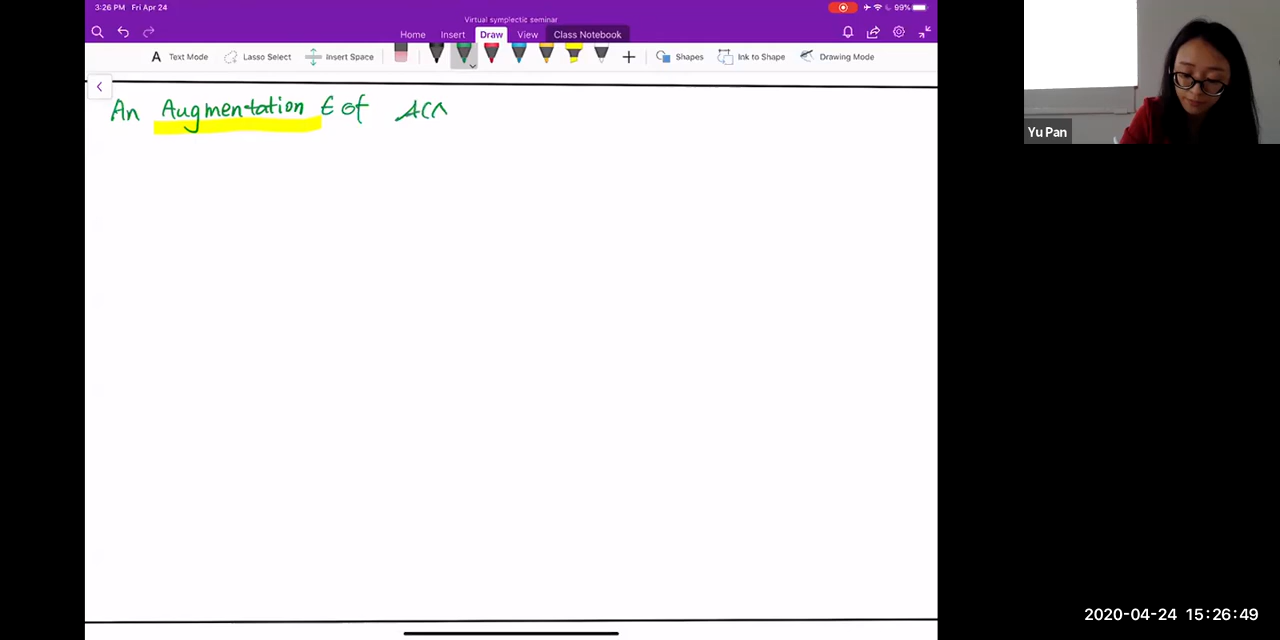 3:26 PM Fri Apr 24
99%
Virtual symplectic seminar
Home Insert Draw View Class Notebook
Text Mode Lasso Select Insert Space Shapes Ink to Shape Drawing Mode
An Augmentation ε of A(Λ
Yu Pan
2020-04-24 15:26:49